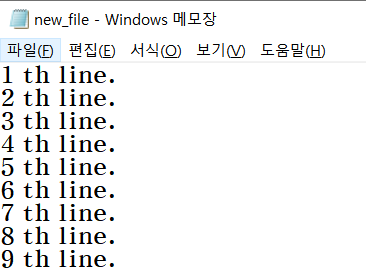 new_file - Windows 메모장
파일(F) 편집(E) 서식(O) 보기(V) 도움말(H)
1 th line.
2 th line.
3 th line.
4 th line.
5 th line.
6 th line.
7 th line.
8 th line.
9 th line.